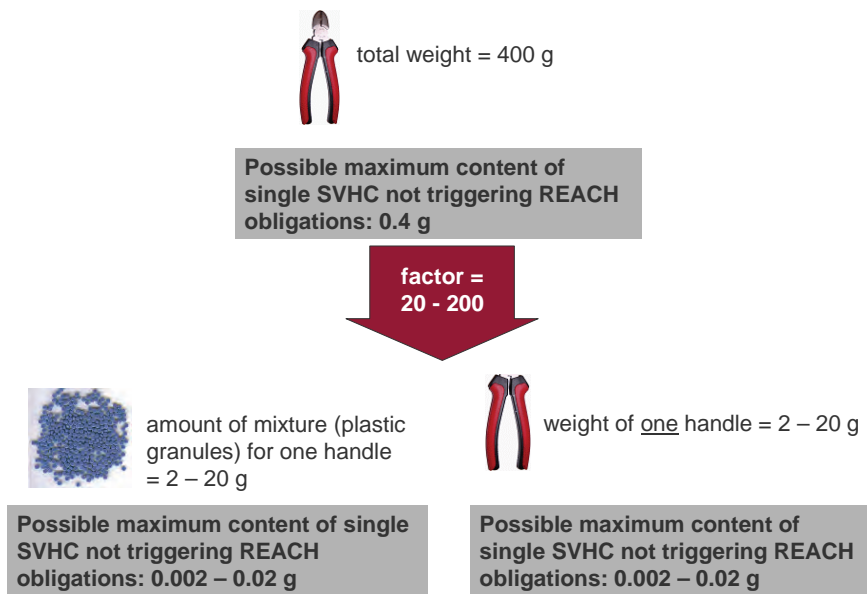 total weight = 400 g
Possible maximum content of
single SVHC not triggering REACH
obligations: 0.4 g
factor =
20 - 200
amount of mixture (plastic
granules) for one handle
= 2 – 20 g
weight of one handle = 2 – 20 g
Possible maximum content of single
SVHC not triggering REACH
obligations: 0.002 – 0.02 g
Possible maximum content of
single SVHC not triggering REACH
obligations: 0.002 – 0.02 g